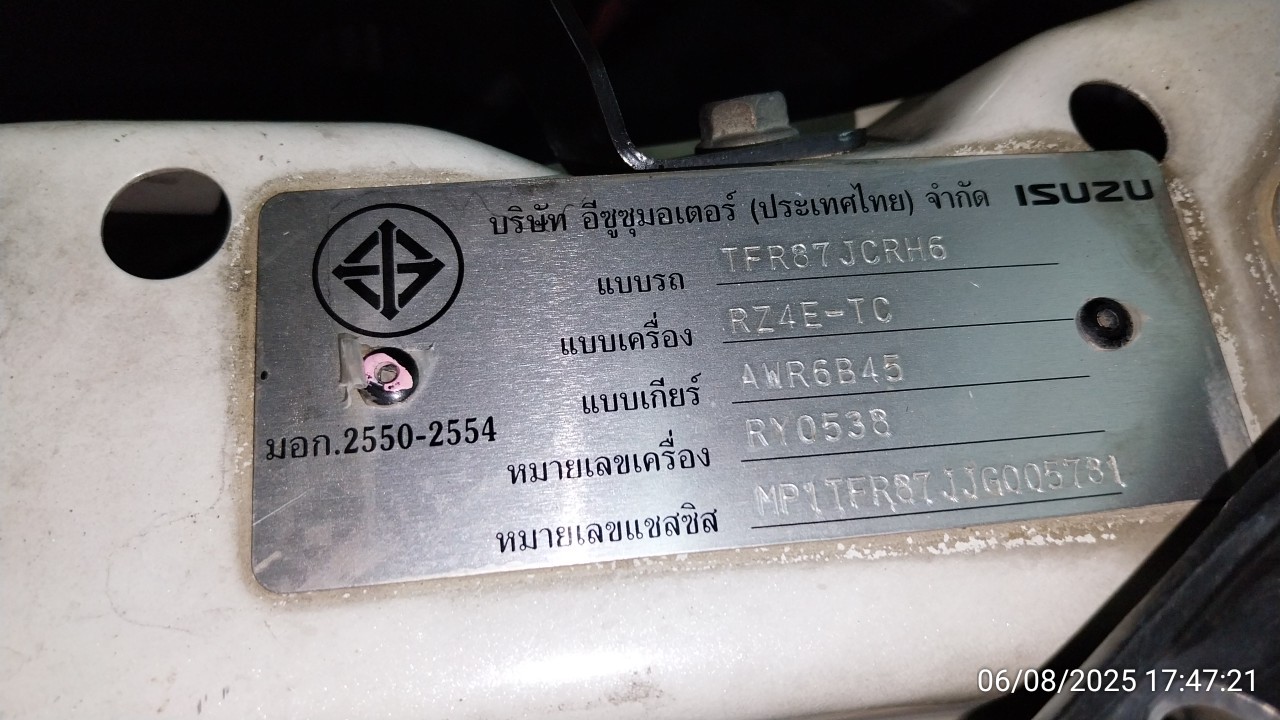 บริษัท อีซูซุมอเตอร์ (ประเทศไทย) จำกัด ISUZU
แบบรถ TFR87JCRH6
แบบเครื่อง RZ4E-TC
แบบเกียร์ AWR6B45
มอก.2550-2554
หมายเลขเครื่อง RY0538
หมายเลขแชสซิส MP1TFR87JJG005781
06/08/2025 17:47:21